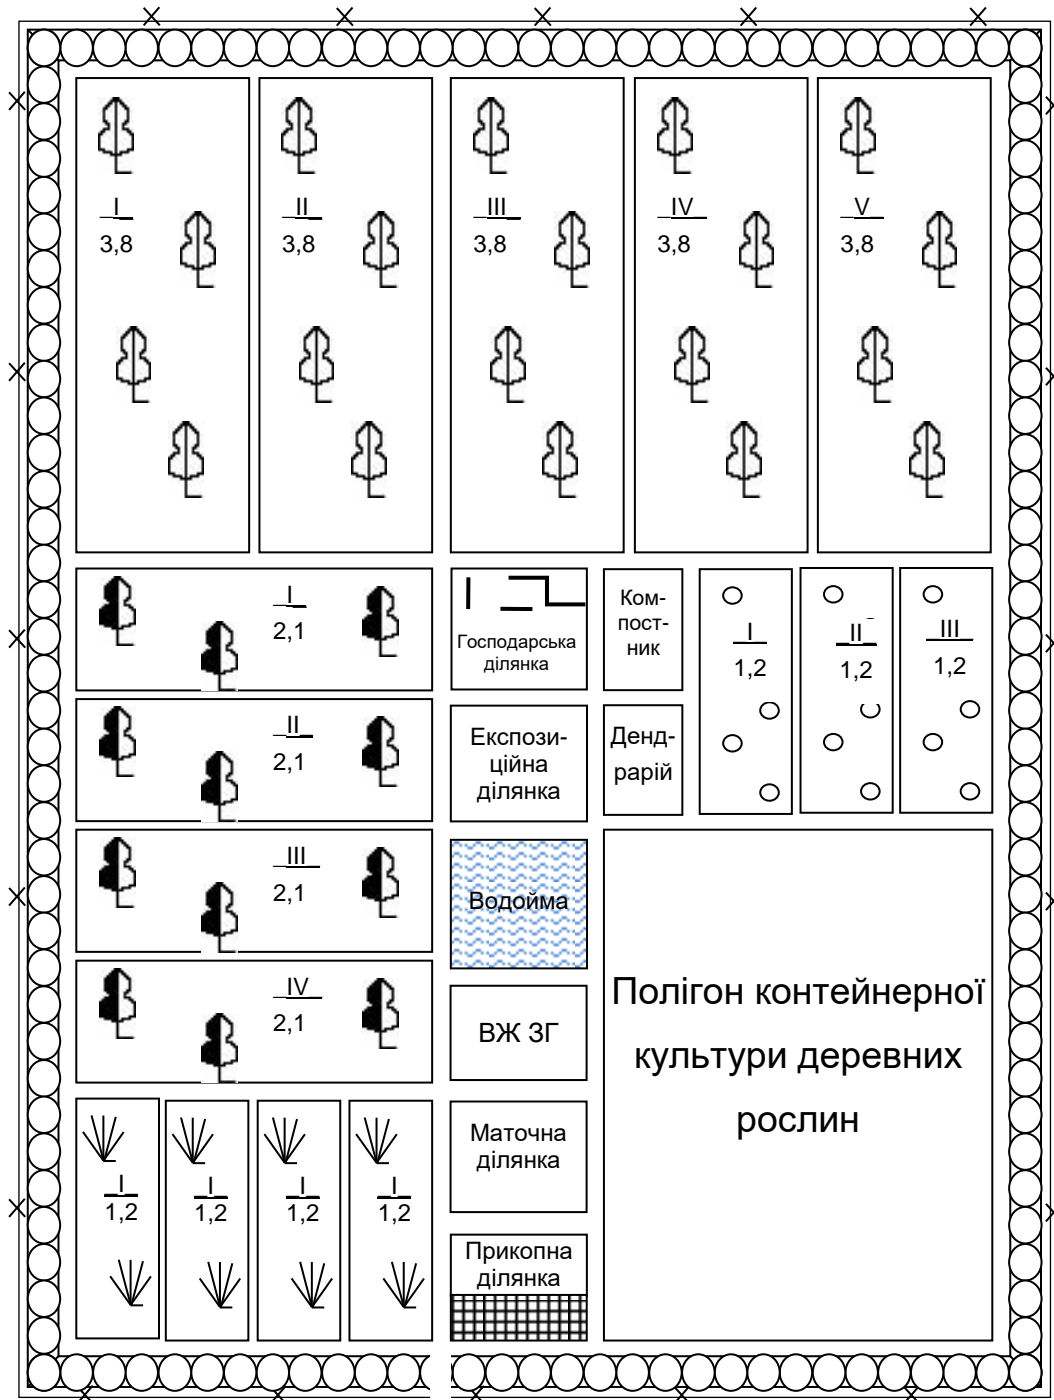 I
3,8
II
3,8
III
3,8
IV
3,8
V
3,8
I
2,1
Господарська
ділянка
Ком-
пост-
ник
I
1,2
II
1,2
III
1,2
II
2,1
Експози-
ційна
ділянка
Денд-
рарій
III
2,1
Водойма
IV
2,1
ВЖ ЗГ
Полігон контейнерної
культури деревних
рослин
I
1,2
I
1,2
I
1,2
I
1,2
Маточна
ділянка
Прикопна
ділянка